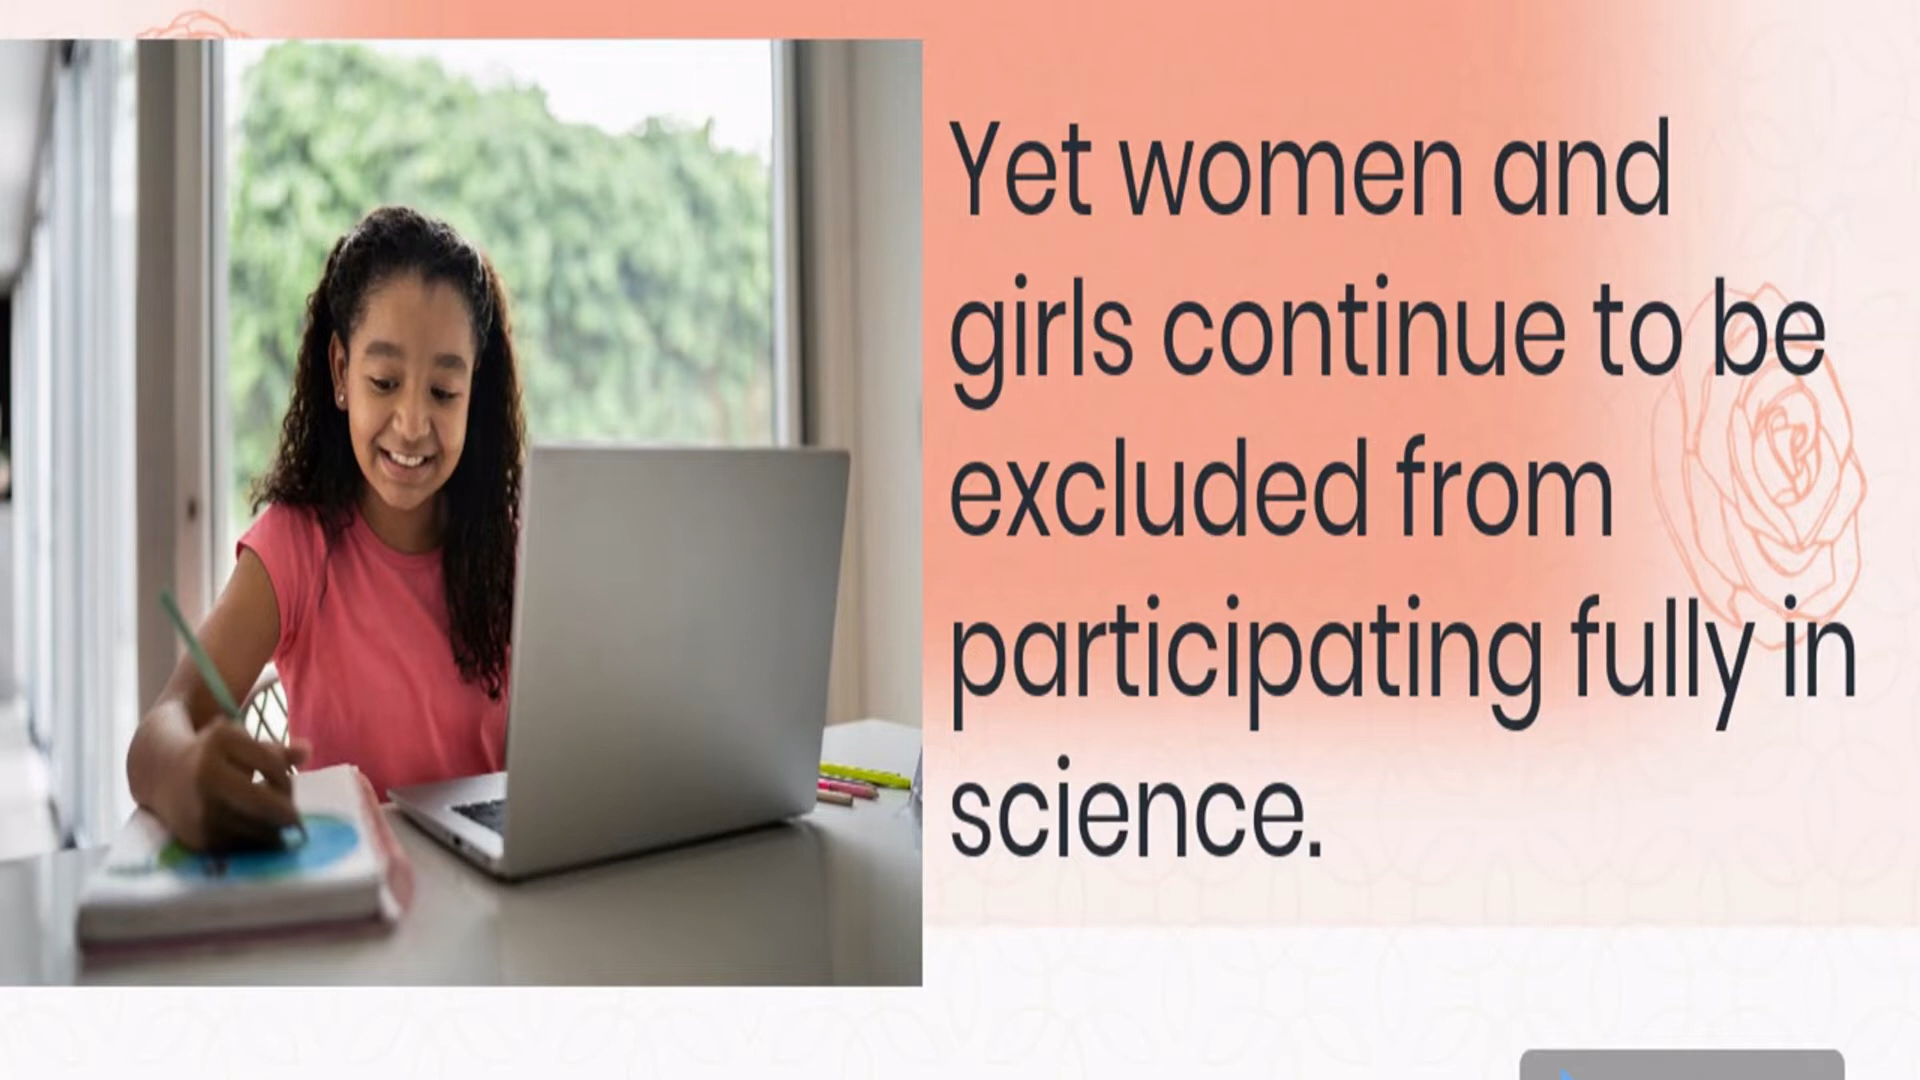 Yet women and
girls continue to be
excluded from
participating fully in
science.